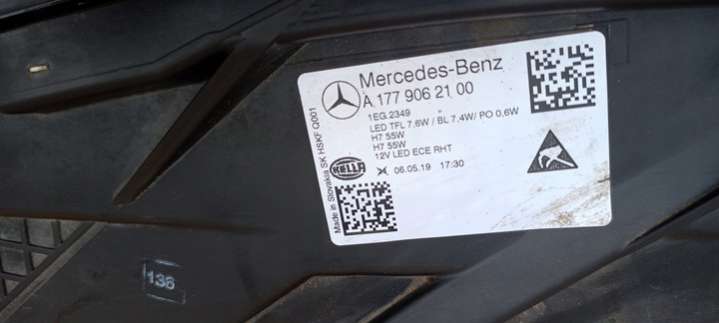 Mercedes-Benz
A 177 906 21 00
1EG.2349
LED TFL 7.6W / BL 7.4W/ PO 0.6W
H7 55W
H7 55W
12V LED ECE RHT
HELLA
06.05.19 17:30
Made in Slovakia SK HSKF Q001
136